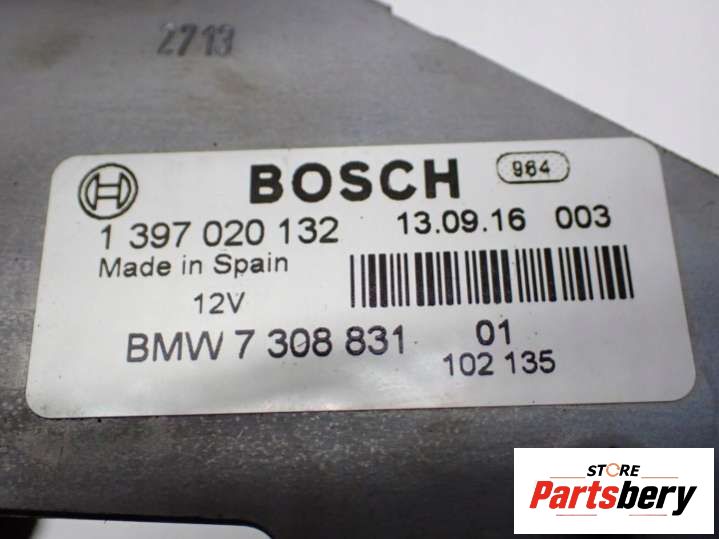 2713
BOSCH 964
1 397 020 132 13.09.16 003
Made in Spain
12V
BMW 7 308 831 01
102 135
STORE
Partsbery